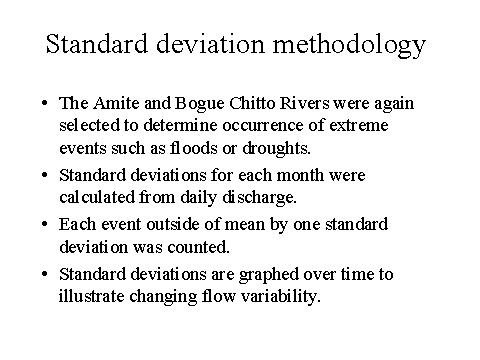 Standard deviation methodology
• The Amite and Bogue Chitto Rivers were again
selected to determine occurrence of extreme
events such as floods or droughts.
• Standard deviations for each month were
calculated from daily discharge.
• Each event outside of mean by one standard
deviation was counted.
• Standard deviations are graphed over time to
illustrate changing flow variability.